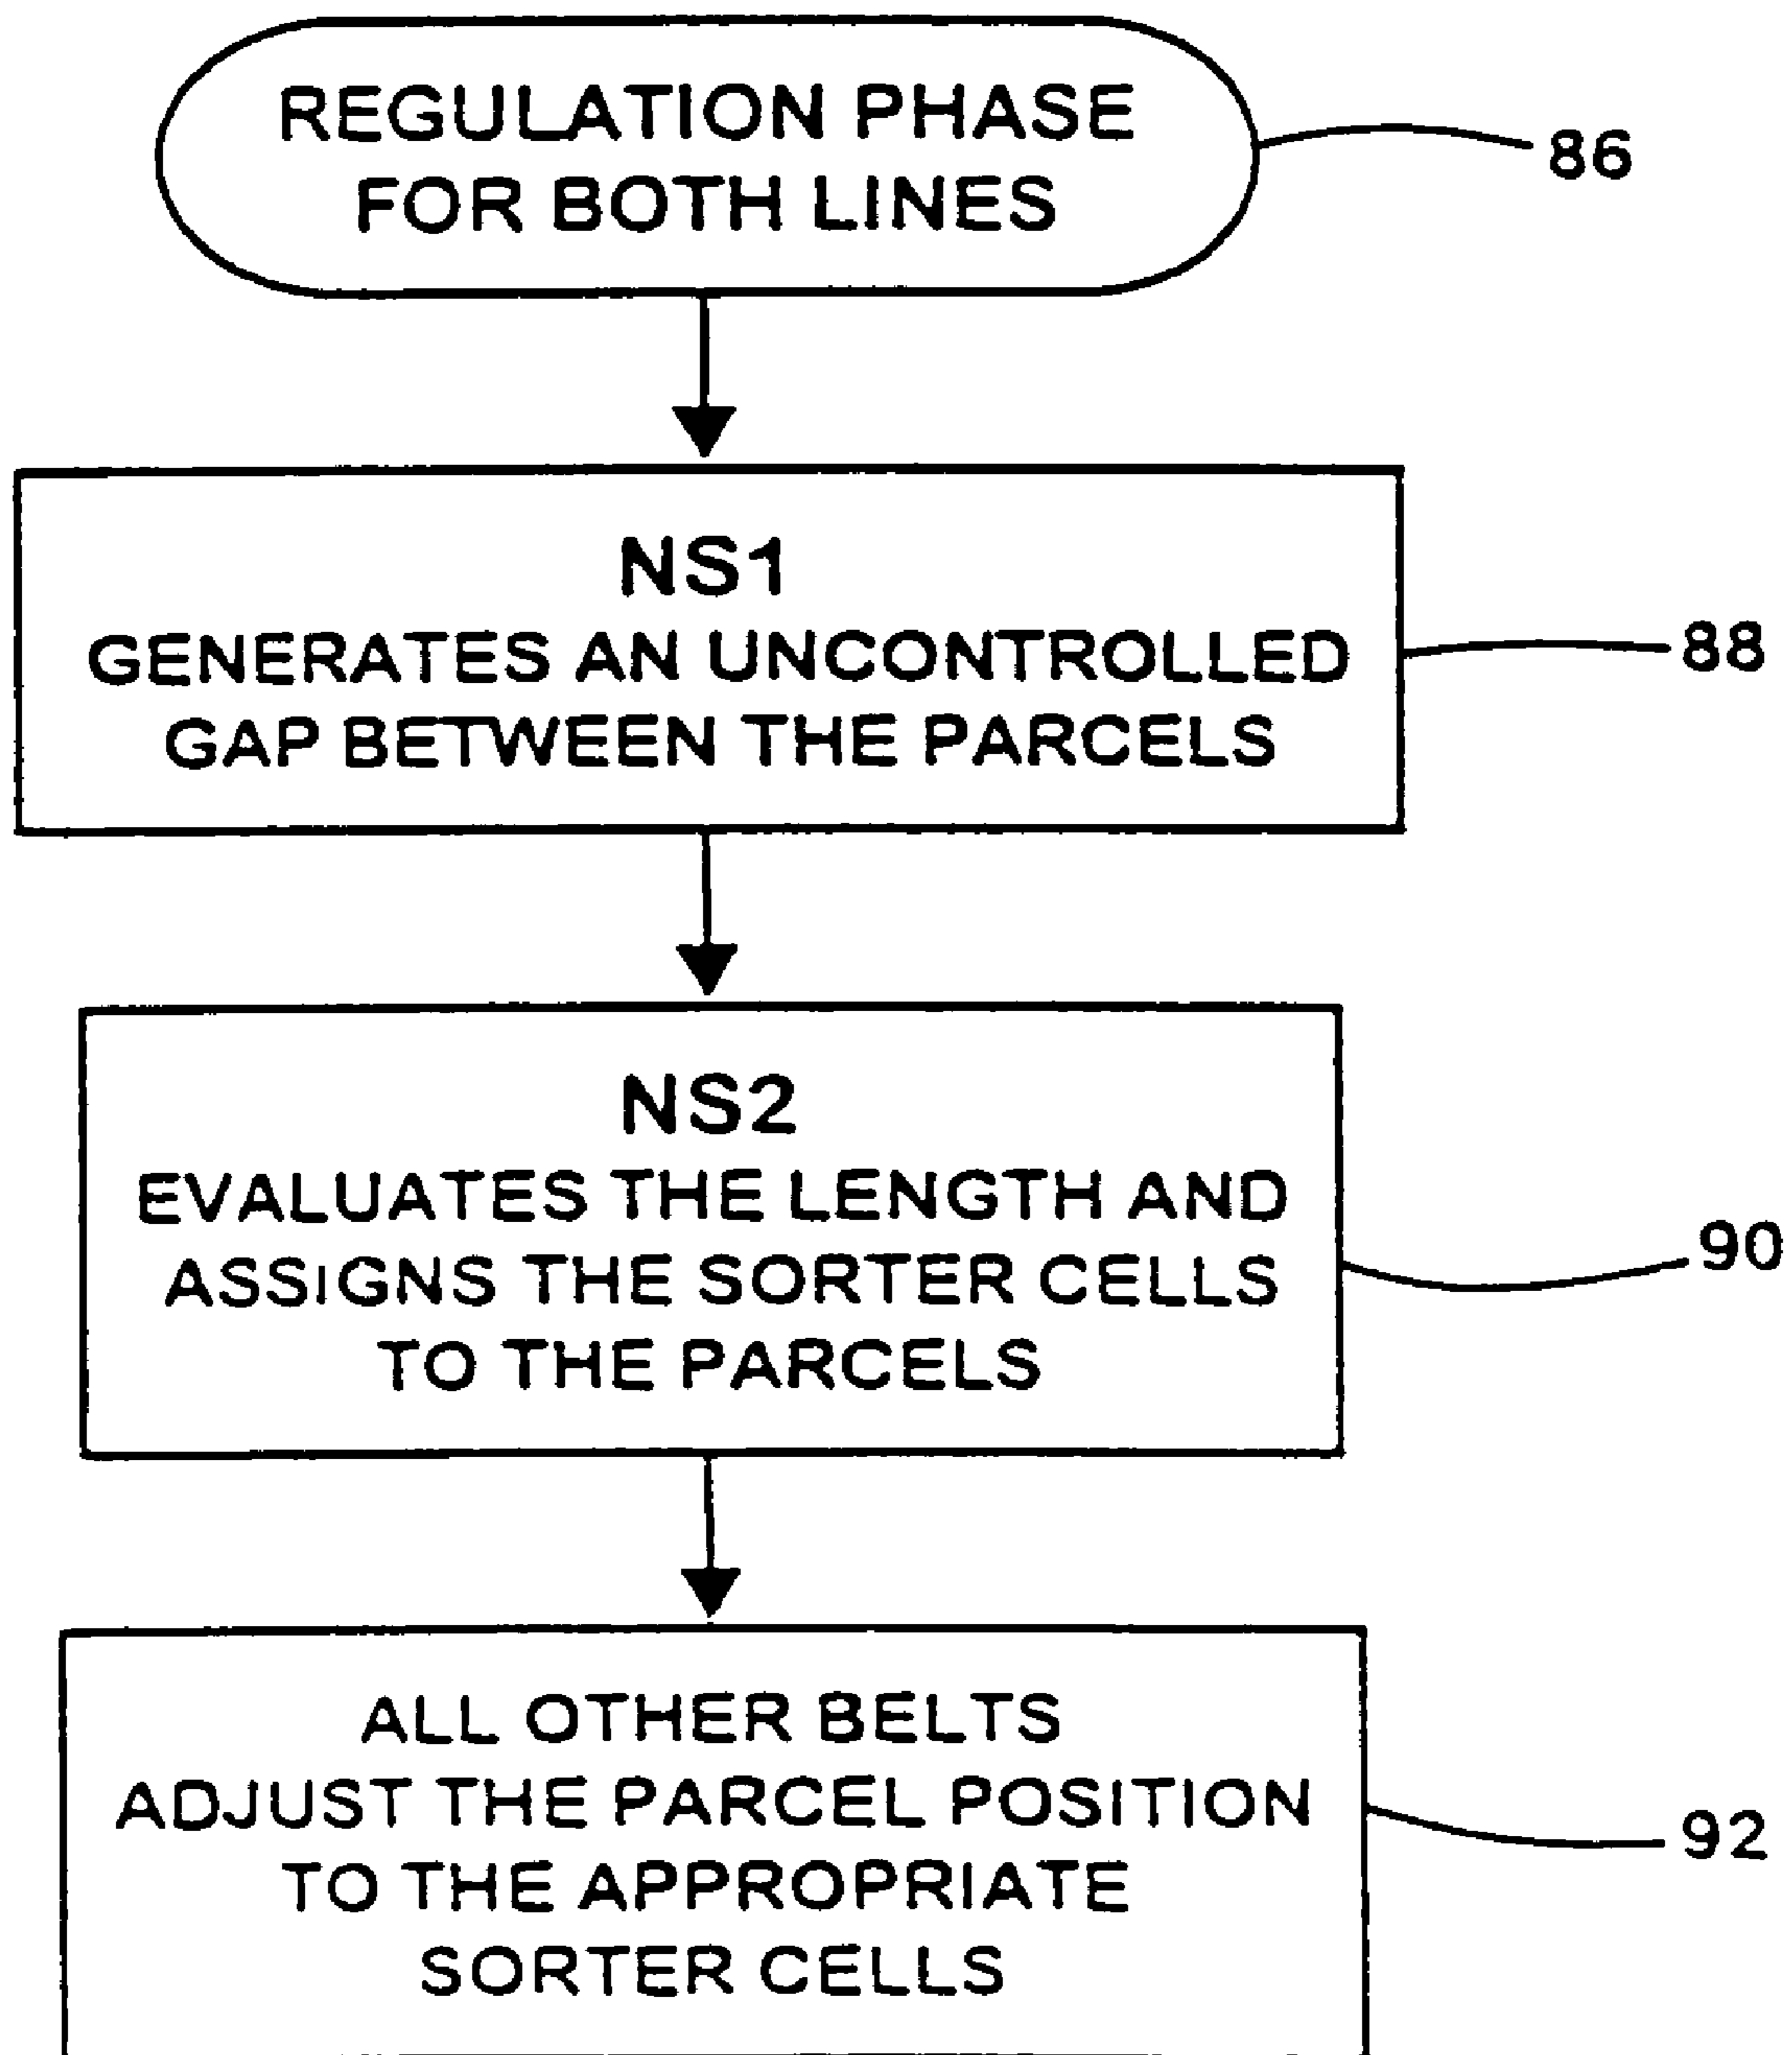 REGULATION PHASE
FOR BOTH LINES
86
NS1
GENERATES AN UNCONTROLLED
GAP BETWEEN THE PARCELS
88
NS2
EVALUATES THE LENGTH AND
ASSIGNS THE SORTER CELLS
TO THE PARCELS
90
ALL OTHER BELTS
ADJUST THE PARCEL POSITION
TO THE APPROPRIATE
SORTER CELLS
92